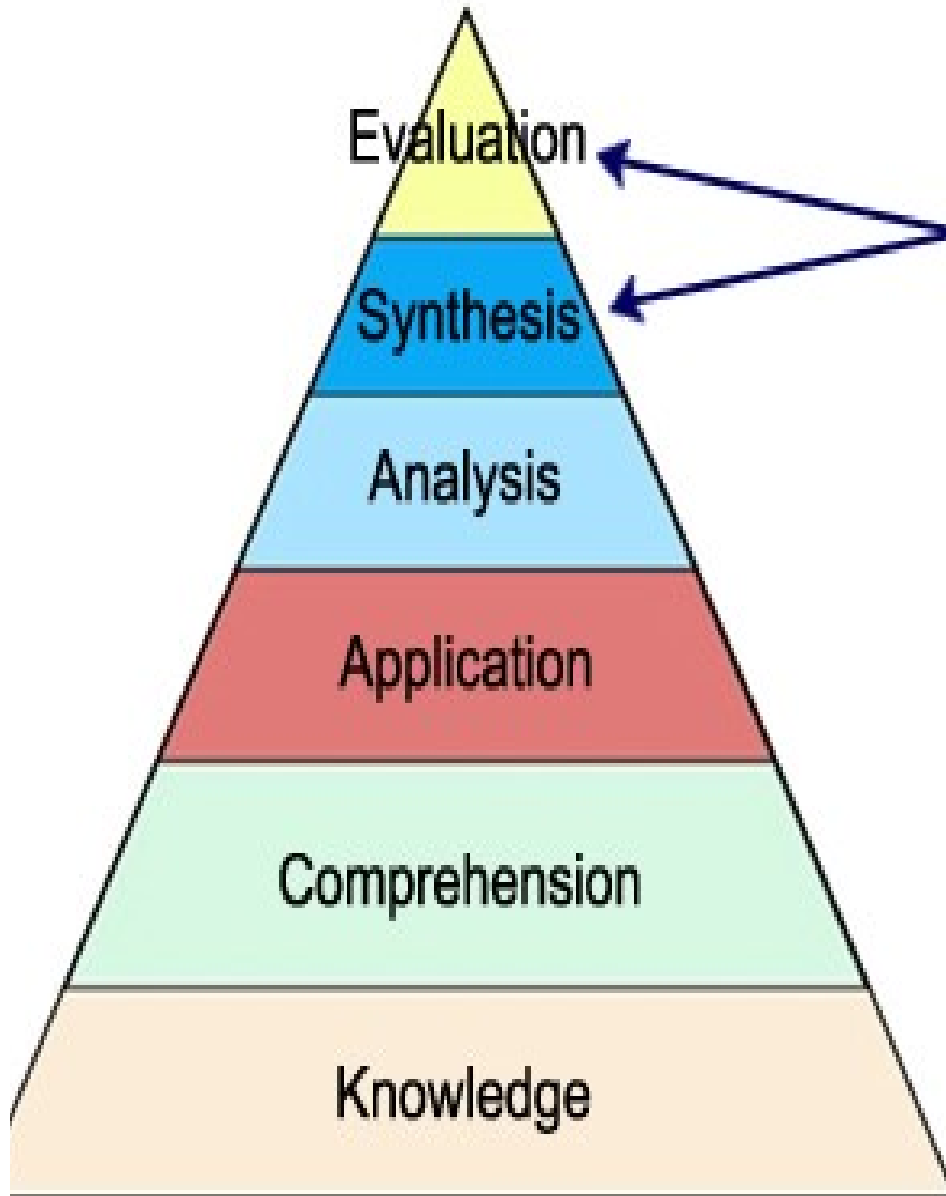 Evaluation
Synthesis
Analysis
Application
Comprehension
Knowledge